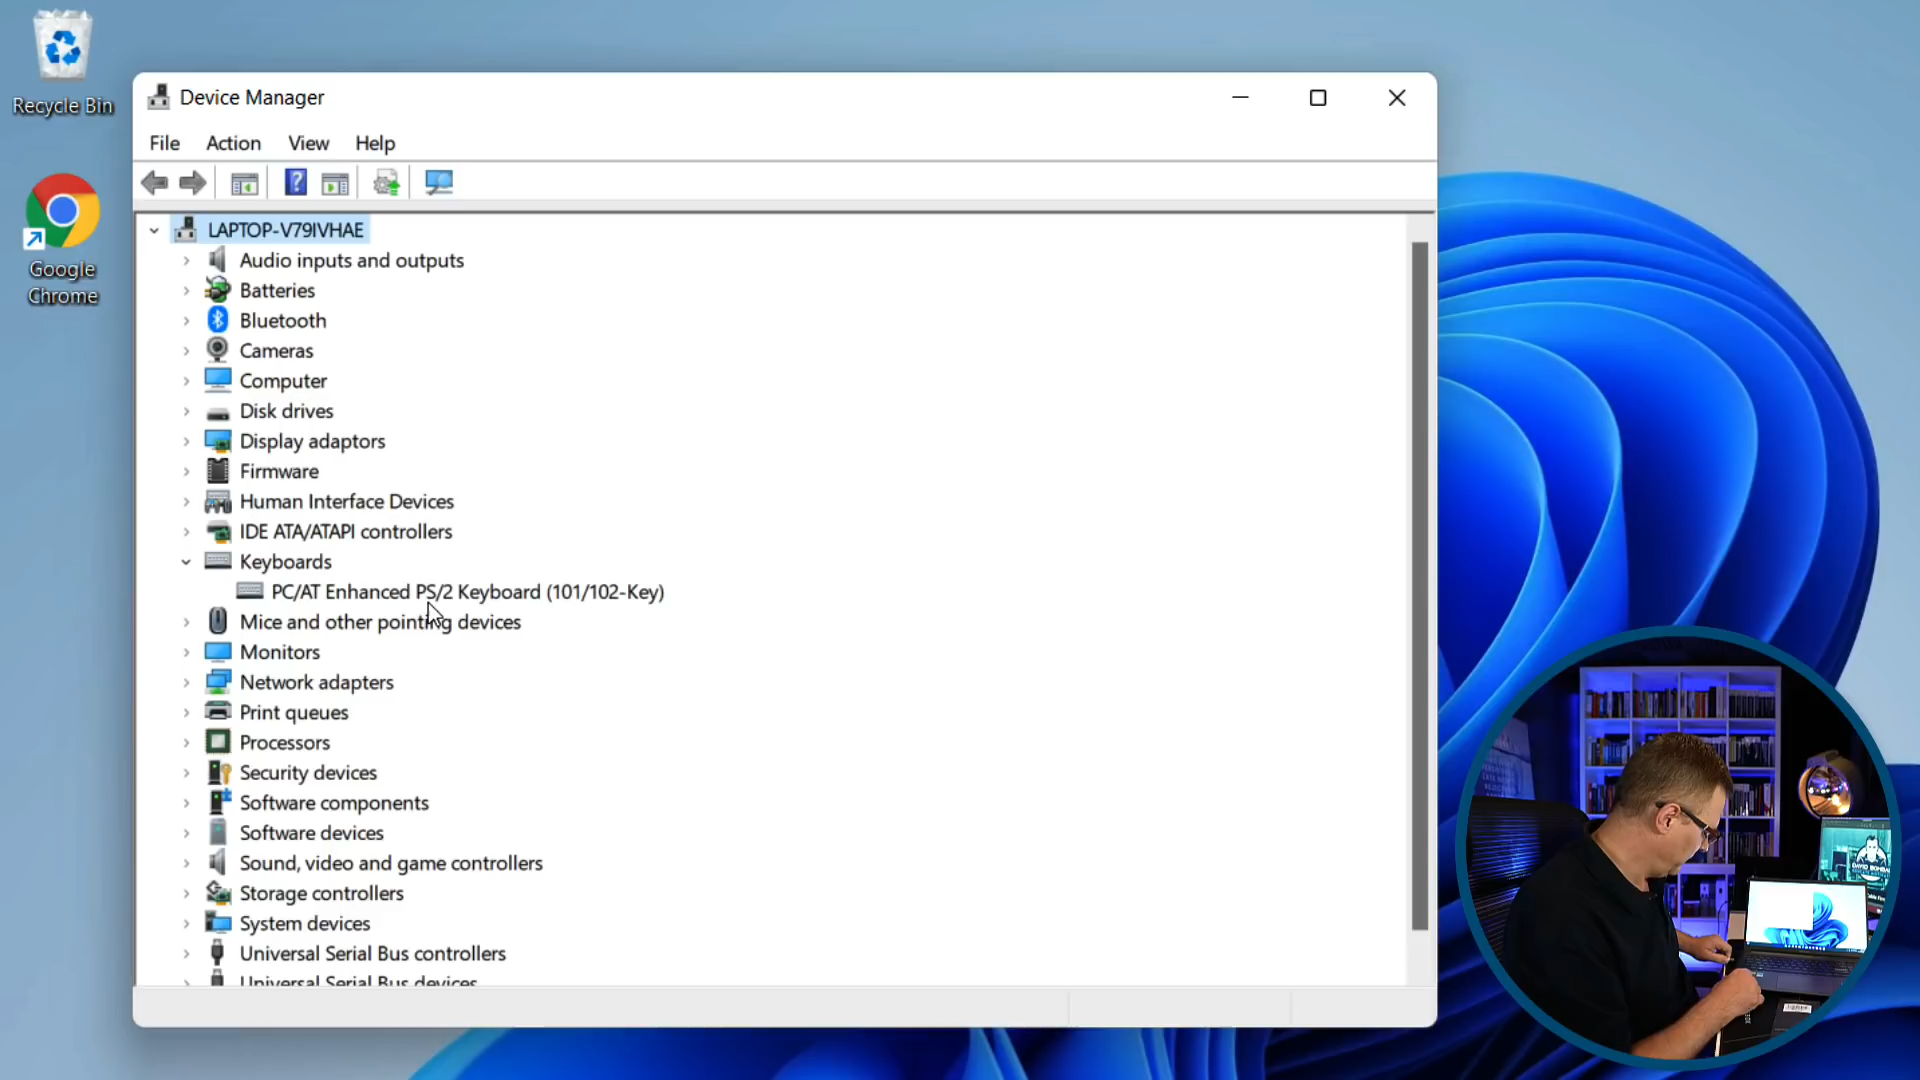 Recycle Bin
Google
Chrome
Device Manager
File Action View Help
LAPTOP-V79IVHAE
Audio inputs and outputs
Batteries
Bluetooth
Cameras
Computer
Disk drives
Display adaptors
Firmware
Human Interface Devices
IDE ATA/ATAPI controllers
Keyboards
PC/AT Enhanced PS/2 Keyboard (101/102-Key)
Mice and other pointing devices
Monitors
Network adapters
Print queues
Processors
Security devices
Software components
Software devices
Sound, video and game controllers
Storage controllers
System devices
Universal Serial Bus controllers
Universal Serial Bus devices
DAVID BOMBAL